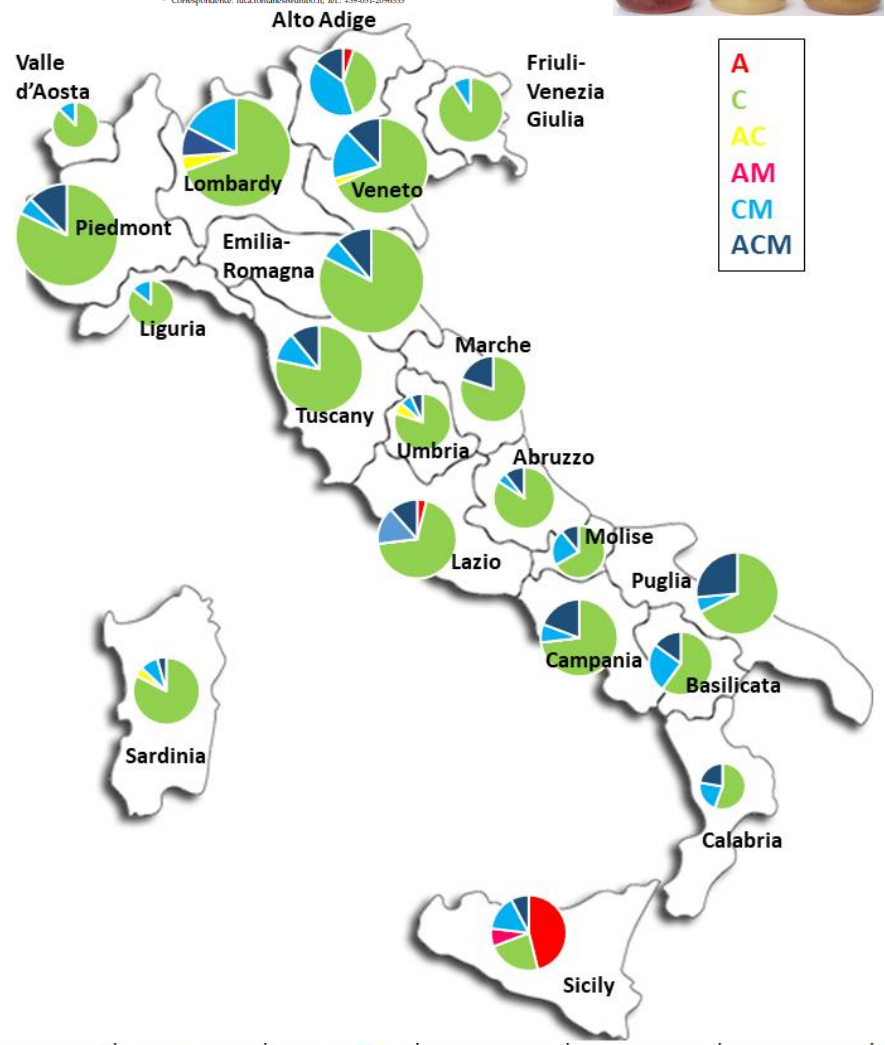 Alto Adige
Valle
d’Aosta
Friuli-
Venezia
Giulia
A
C
AC
AM
CM
ACM
Lombardy
Veneto
Piedmont
Emilia-
Romagna
Liguria
Marche
Tuscany
Umbria
Abruzzo
Lazio
Molise
Puglia
Campania
Basilicata
Sardinia
Calabria
Sicily